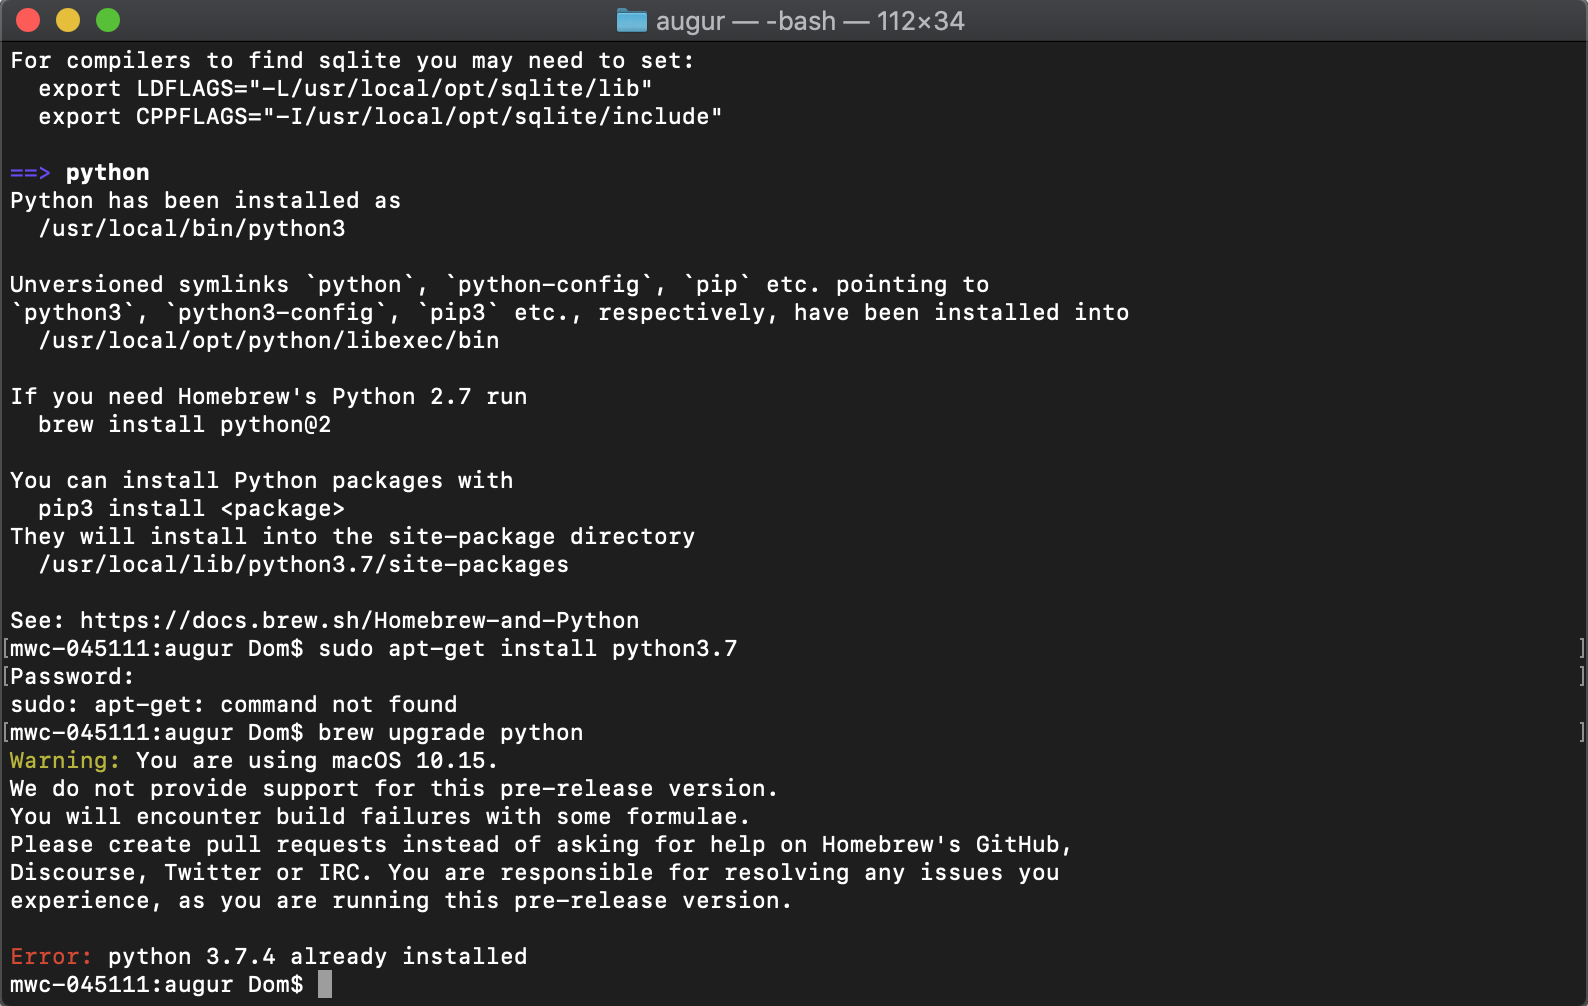 augur — -bash — 112×34
For compilers to find sqlite you may need to set:
  export LDFLAGS="-L/usr/local/opt/sqlite/lib"
  export CPPFLAGS="-I/usr/local/opt/sqlite/include"
==> python
Python has been installed as
  /usr/local/bin/python3
Unversioned symlinks `python`, `python-config`, `pip` etc. pointing to
`python3`, `python3-config`, `pip3` etc., respectively, have been installed into
  /usr/local/opt/python/libexec/bin
If you need Homebrew's Python 2.7 run
  brew install python@2
You can install Python packages with
  pip3 install <package>
They will install into the site-package directory
  /usr/local/lib/python3.7/site-packages
See: https://docs.brew.sh/Homebrew-and-Python
[mwc-045111:augur Dom$ sudo apt-get install python3.7 ]
[Password: ]
sudo: apt-get: command not found
[mwc-045111:augur Dom$ brew upgrade python ]
Warning: You are using macOS 10.15.
We do not provide support for this pre-release version.
You will encounter build failures with some formulae.
Please create pull requests instead of asking for help on Homebrew's GitHub,
Discourse, Twitter or IRC. You are responsible for resolving any issues you
experience, as you are running this pre-release version.
Error: python 3.7.4 already installed
mwc-045111:augur Dom$